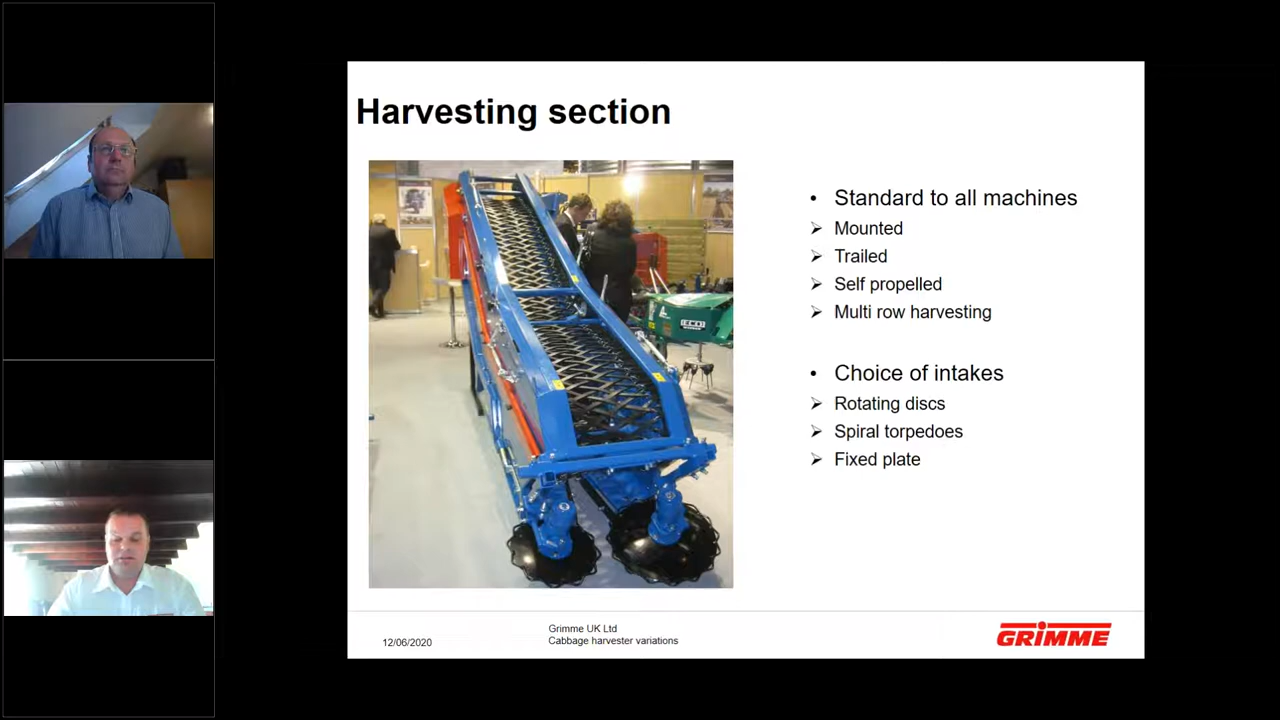 Harvesting section
• Standard to all machines
➢ Mounted
➢ Trailed
➢ Self propelled
➢ Multi row harvesting
• Choice of intakes
➢ Rotating discs
➢ Spiral torpedoes
➢ Fixed plate
12/06/2020
Grimme UK Ltd
Cabbage harvester variations
GRIMME